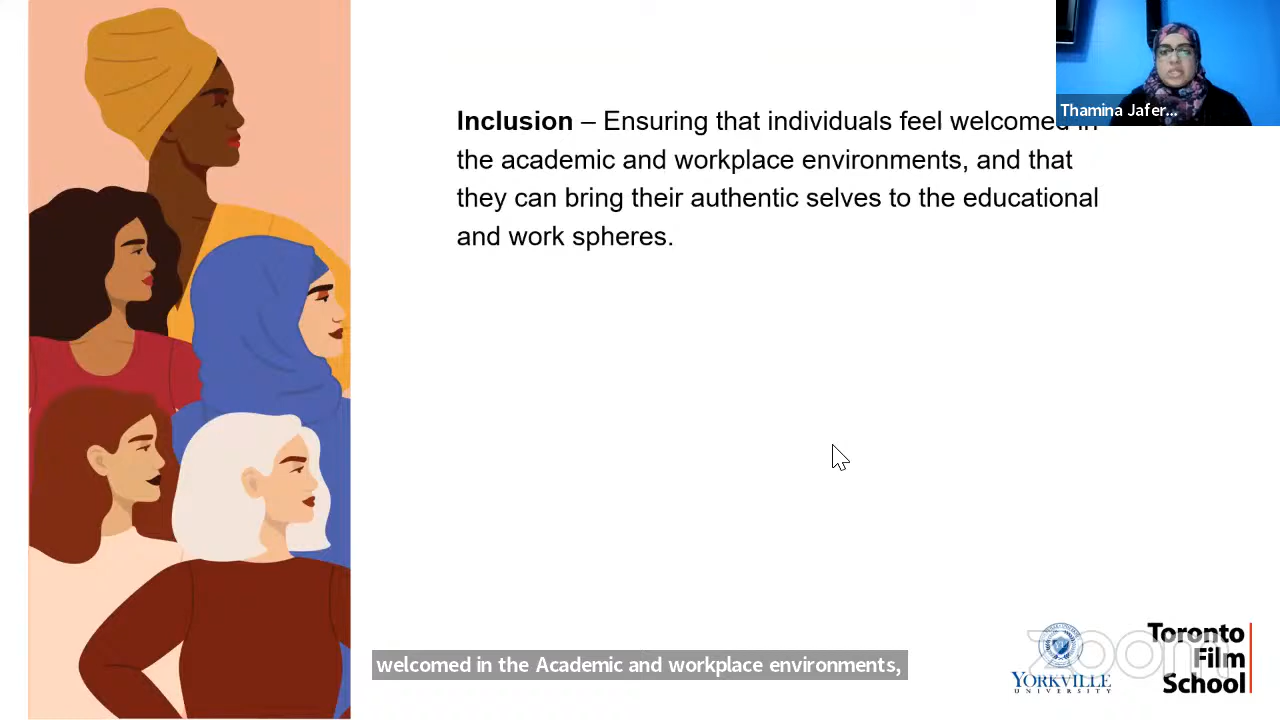 Inclusion – Ensuring that individuals feel welcomed in
the academic and workplace environments, and that
they can bring their authentic selves to the educational
and work spheres.
Thamina Jafer...
welcomed in the Academic and workplace environments,
YORKVILLE
UNIVERSITY
zoom
Toronto
Film
School